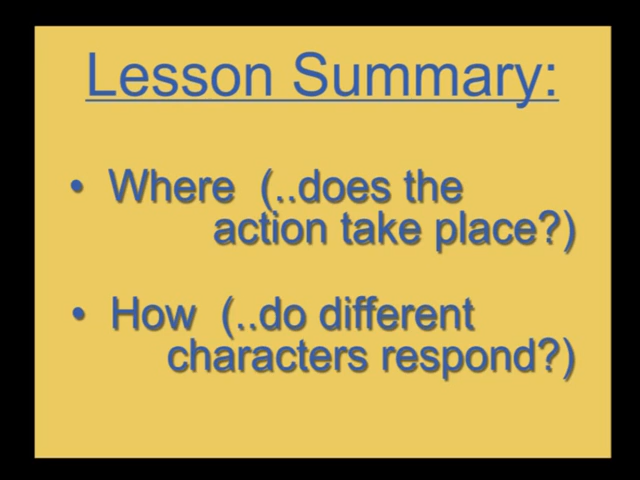 Lesson Summary:
• Where (..does the
action take place?)
• How (..do different
characters respond?)